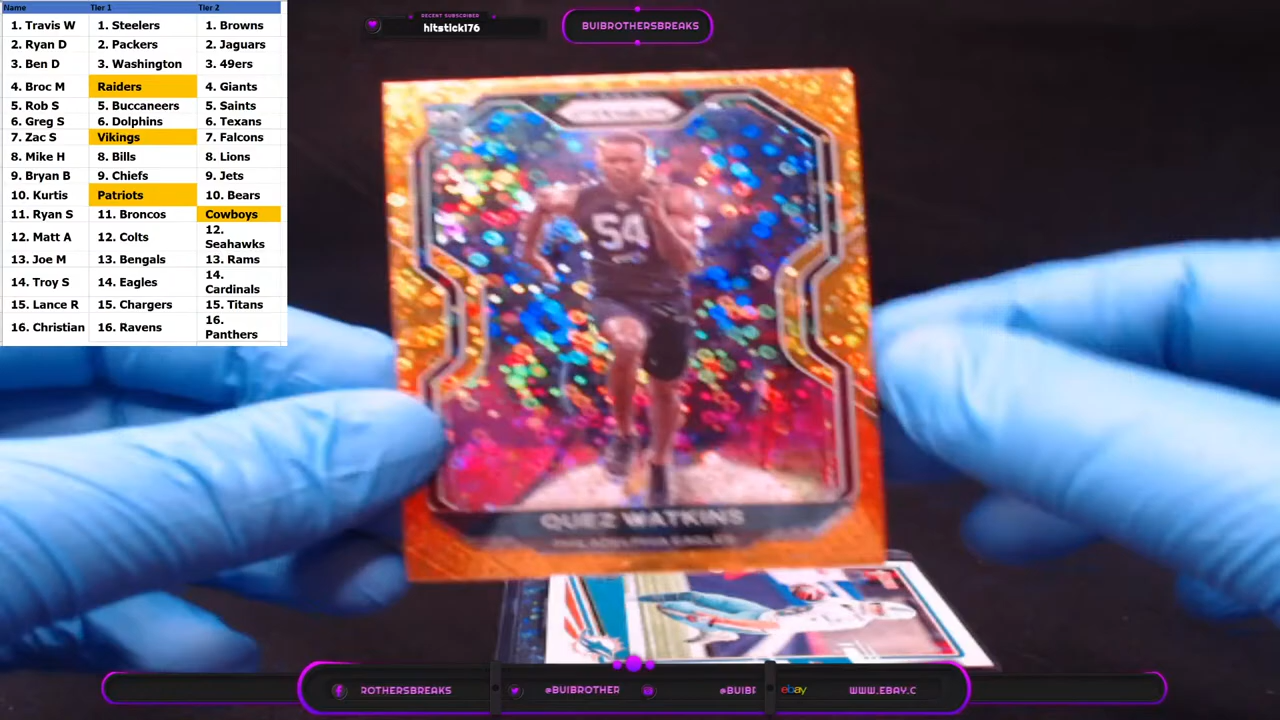 Name Tier 1 Tier 2
1. Travis W 1. Steelers 1. Browns
2. Ryan D 2. Packers 2. Jaguars
3. Ben D 3. Washington 3. 49ers
4. Broc M Raiders 4. Giants
5. Rob S 5. Buccaneers 5. Saints
6. Greg S 6. Dolphins 6. Texans
7. Zac S Vikings 7. Falcons
8. Mike H 8. Bills 8. Lions
9. Bryan B 9. Chiefs 9. Jets
10. Kurtis Patriots 10. Bears
11. Ryan S 11. Broncos Cowboys
12. Matt A 12. Colts 12. Seahawks
13. Joe M 13. Bengals 13. Rams
14. Troy S 14. Eagles 14. Cardinals
15. Lance R 15. Chargers 15. Titans
16. Christian 16. Ravens 16. Panthers
RECENT SUBSCRIBER
hitstick176
BUIBROTHERSBREAKS
PRIZM
54
QUEZ WATKINS
PHILADELPHIA EAGLES
ROTHERSBREAKS
@BUIBROTHER
@BUIB
ebay
WWW.EBAY.C